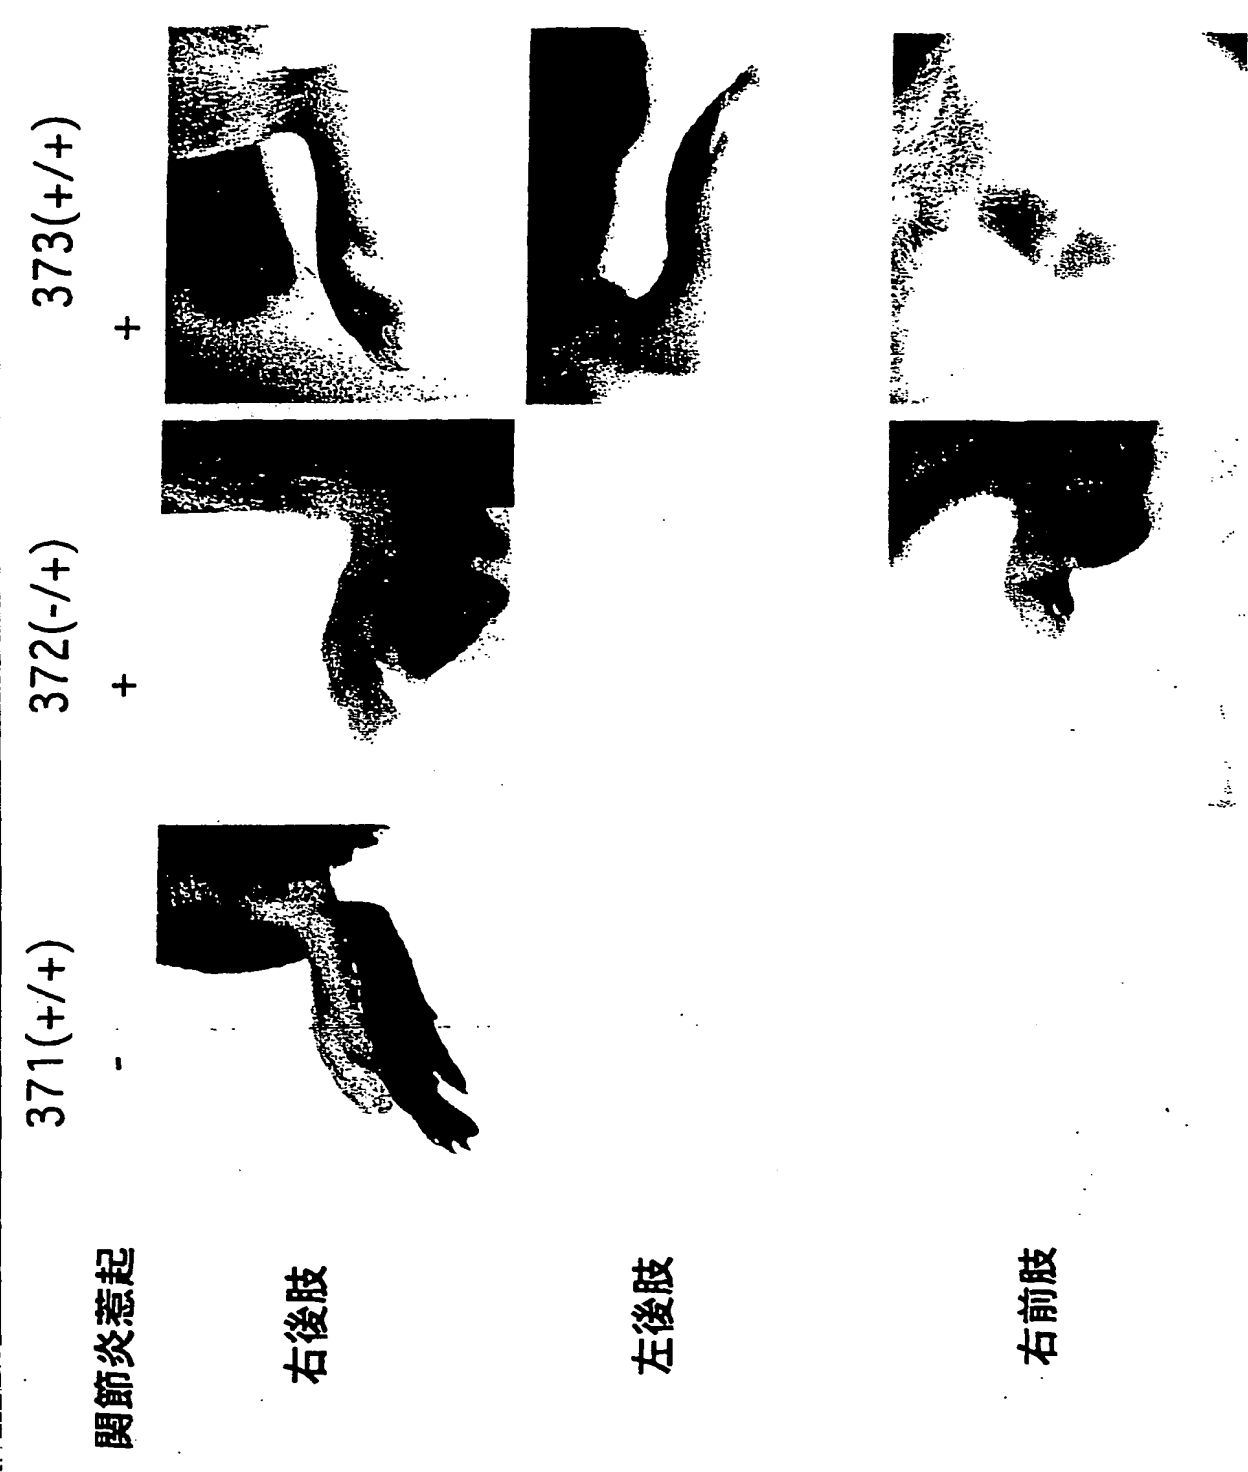 371(+/+) 372(-/+) 373(+/+)
関節炎惹起 - + +
右後肢
左後肢
右前肢